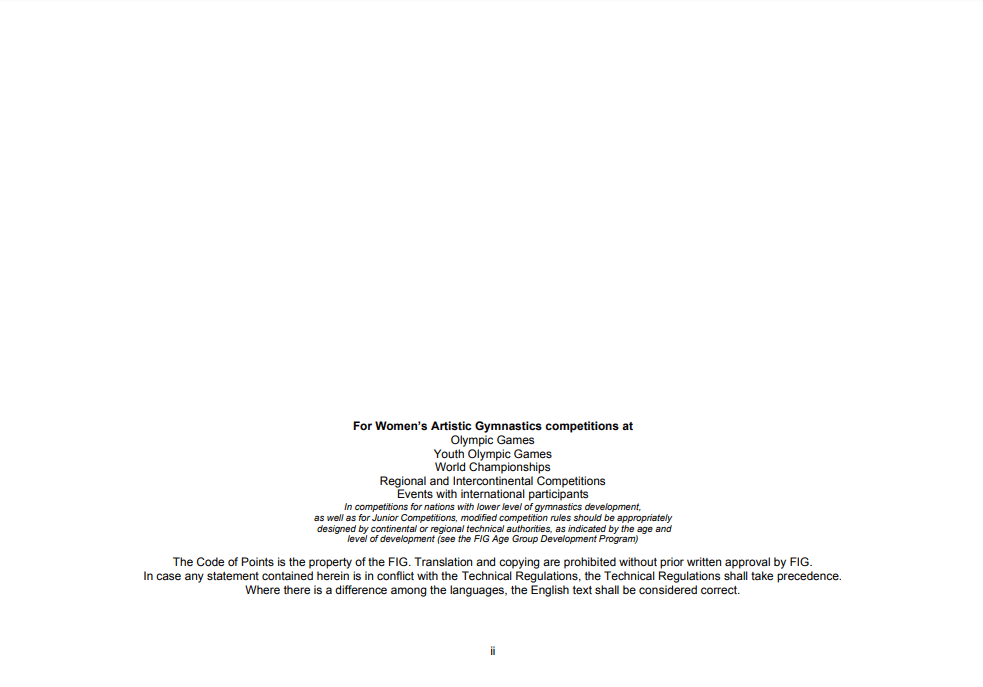 For Women’s Artistic Gymnastics competitions at
Olympic Games
Youth Olympic Games
World Championships
Regional and Intercontinental Competitions
Events with international participants
In competitions for nations with lower level of gymnastics development,
as well as for Junior Competitions, modified competition rules should be appropriately
designed by continental or regional technical authorities, as indicated by the age and
level of development (see the FIG Age Group Development Program)
The Code of Points is the property of the FIG. Translation and copying are prohibited without prior written approval by FIG.
In case any statement contained herein is in conflict with the Technical Regulations, the Technical Regulations shall take precedence.
Where there is a difference among the languages, the English text shall be considered correct.
ii